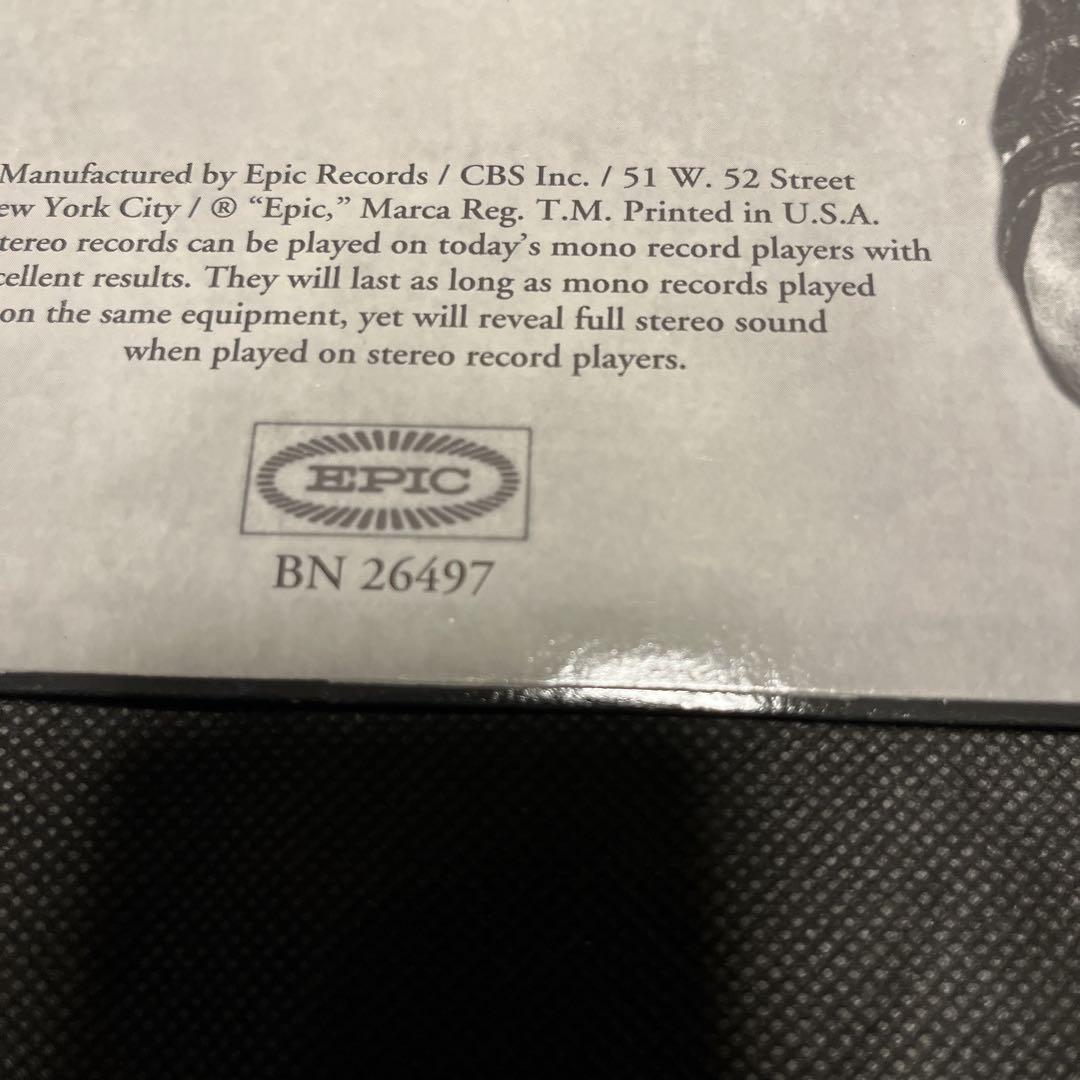 Manufactured by Epic Records / CBS Inc. / 51 W. 52 Street
ew York City / ® “Epic,” Marca Reg. T.M. Printed in U.S.A.
tereo records can be played on today’s mono record players with
cellent results. They will last as long as mono records played
on the same equipment, yet will reveal full stereo sound
when played on stereo record players.
EPIC
BN 26497